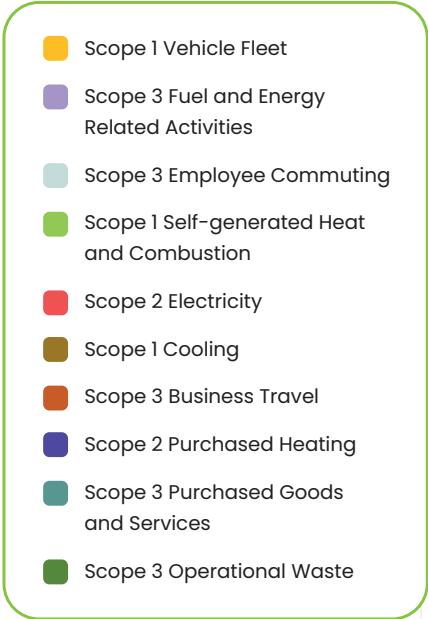 Scope 1 Vehicle Fleet
Scope 3 Fuel and Energy
Related Activities
Scope 3 Employee Commuting
Scope 1 Self-generated Heat
and Combustion
Scope 2 Electricity
Scope 1 Cooling
Scope 3 Business Travel
Scope 2 Purchased Heating
Scope 3 Purchased Goods
and Services
Scope 3 Operational Waste